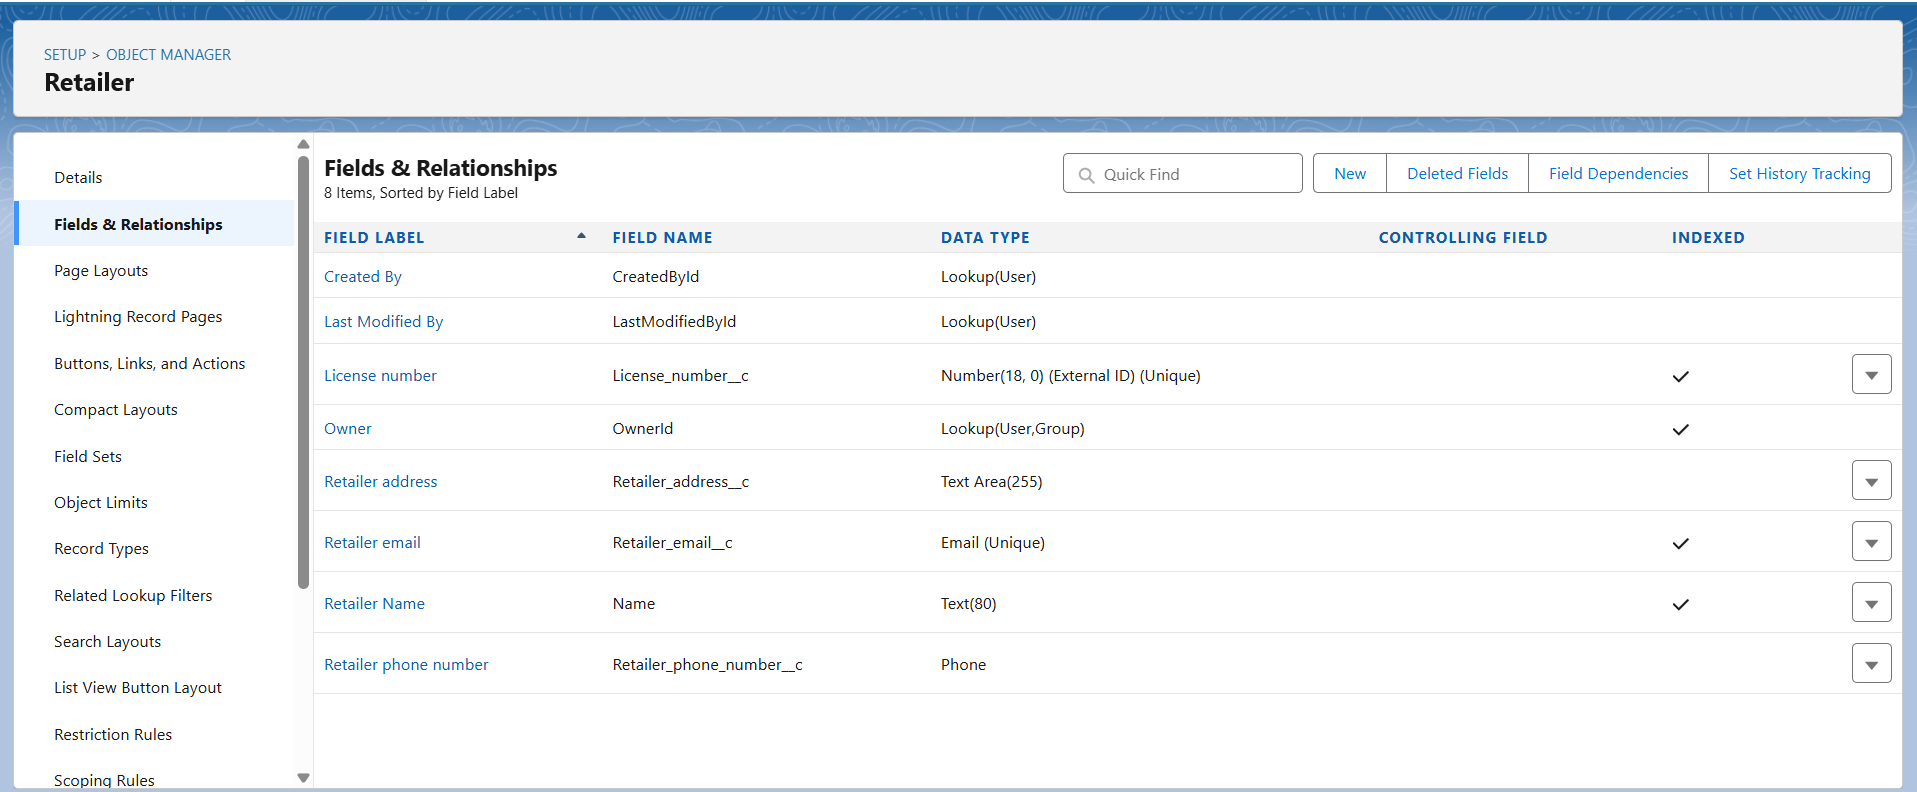 SETUP > OBJECT MANAGER
Retailer
Details
Fields & Relationships
Page Layouts
Lightning Record Pages
Buttons, Links, and Actions
Compact Layouts
Field Sets
Object Limits
Record Types
Related Lookup Filters
Search Layouts
List View Button Layout
Restriction Rules
Scoping Rules
Fields & Relationships
8 Items, Sorted by Field Label
Quick Find
New
Deleted Fields
Field Dependencies
Set History Tracking
FIELD LABEL FIELD NAME DATA TYPE CONTROLLING FIELD INDEXED
Created By CreatedById Lookup(User)
Last Modified By LastModifiedById Lookup(User)
License number License_number__c Number(18, 0) (External ID) (Unique)
Owner OwnerId Lookup(User,Group)
Retailer address Retailer_address__c Text Area(255)
Retailer email Retailer_email__c Email (Unique)
Retailer Name Name Text(80)
Retailer phone number Retailer_phone_number__c Phone